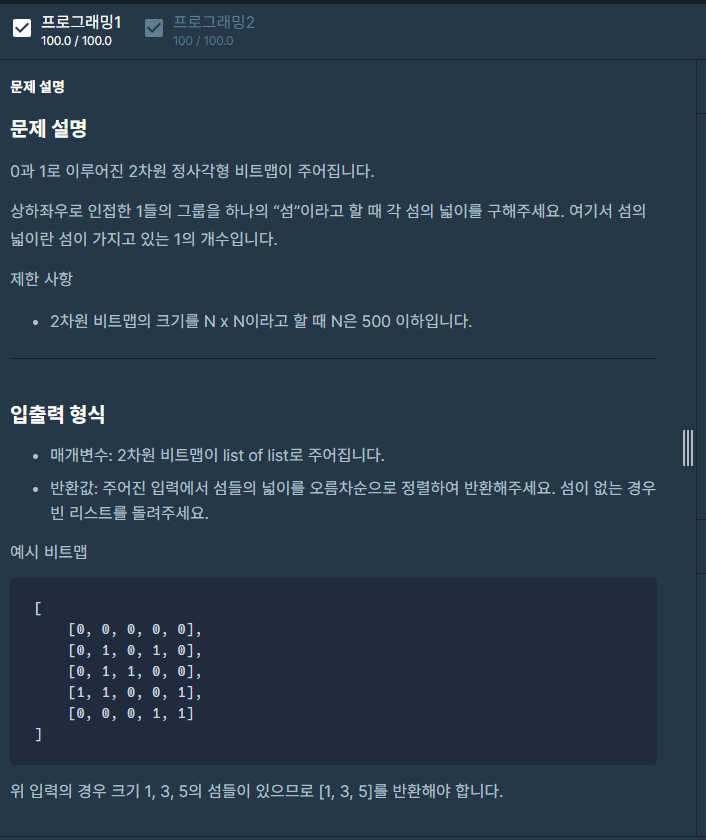 프로그래밍1
100.0 / 100.0
프로그래밍2
100 / 100.0
문제 설명
문제 설명
0과 1로 이루어진 2차원 정사각형 비트맵이 주어집니다.
상하좌우로 인접한 1들의 그룹을 하나의 “섬”이라고 할 때 각 섬의 넓이를 구해주세요. 여기서 섬의
넓이란 섬이 가지고 있는 1의 개수입니다.
제한 사항
• 2차원 비트맵의 크기를 N x N이라고 할 때 N은 500 이하입니다.
입출력 형식
• 매개변수: 2차원 비트맵이 list of list로 주어집니다.
• 반환값: 주어진 입력에서 섬들의 넓이를 오름차순으로 정렬하여 반환해주세요. 섬이 없는 경우
빈 리스트를 돌려주세요.
예시 비트맵
[
[0, 0, 0, 0, 0],
[0, 1, 0, 1, 0],
[0, 1, 1, 0, 0],
[1, 1, 0, 0, 1],
[0, 0, 0, 1, 1]
]
위 입력의 경우 크기 1, 3, 5의 섬들이 있으므로 [1, 3, 5]를 반환해야 합니다.